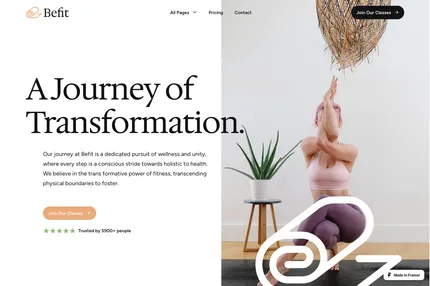 Befit
All Pages
Pricing
Contact
Join Our Classes
A Journey of
Transformation.
Our journey at Befit is a dedicated pursuit of wellness and unity,
where every step is a conscious stride towards holistic to health.
We believe in the trans formative power of fitness, transcending
physical boundaries to foster.
Join Our Classes
Trusted by 5900+ people
Made in Framer